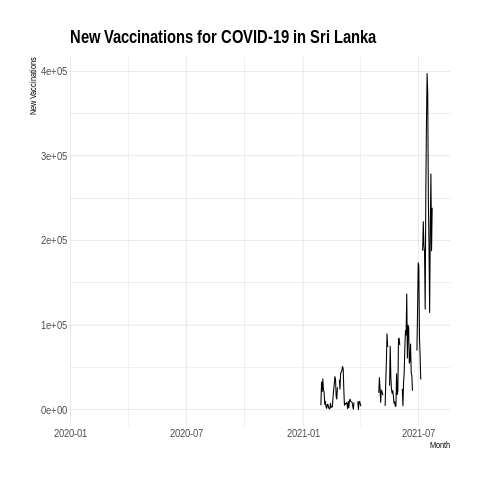 New Vaccinations for COVID-19 in Sri Lanka
New Vaccinations
4e+05
3e+05
2e+05
1e+05
0e+00
2020-01
2020-07
2021-01
2021-07
Month